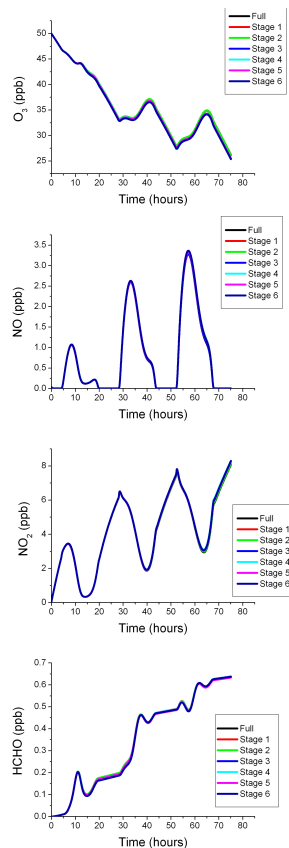 Full
Stage 1
Stage 2
Stage 3
Stage 4
Stage 5
Stage 6
50
45
40
35
30
25
O3 (ppb)
0 10 20 30 40 50 60 70 80
Time (hours)
Full
Stage 1
Stage 2
Stage 3
Stage 4
Stage 5
Stage 6
3.5
3.0
2.5
2.0
1.5
1.0
0.5
0.0
NO (ppb)
0 10 20 30 40 50 60 70 80
Time (hours)
8
6
4
2
0
NO2 (ppb)
Full
Stage 1
Stage 2
Stage 3
Stage 4
Stage 5
Stage 6
0 10 20 30 40 50 60 70 80
Time (hours)
0.7
0.6
0.5
0.4
0.3
0.2
0.1
0.0
HCHO (ppb)
Full
Stage 1
Stage 2
Stage 3
Stage 4
Stage 5
Stage 6
0 10 20 30 40 50 60 70 80
Time (hours)